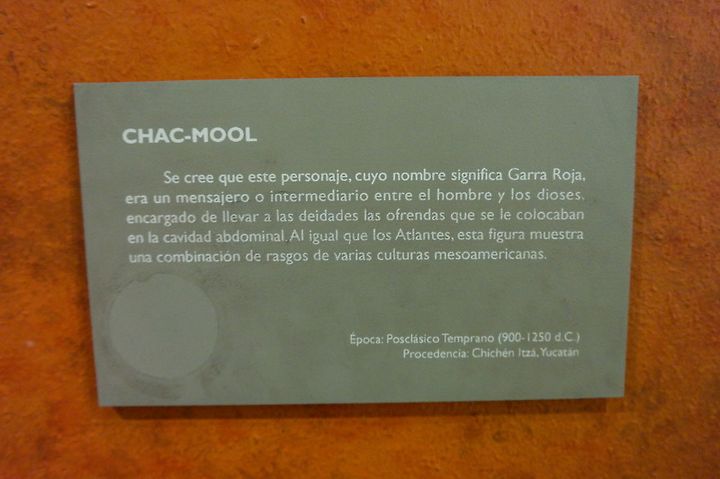 CHAC-MOOL
Se cree que este personaje, cuyo nombre significa Garra Roja,
era un mensajero o intermediario entre el hombre y los dioses,
encargado de llevar a las deidades las ofrendas que se le colocaban
en la cavidad abdominal. Al igual que los Atlantes, esta figura muestra
una combinación de rasgos de varias culturas mesoamericanas.
Época: Posclásico Temprano (900-1250 d.C.)
Procedencia: Chichén Itzá, Yucatán